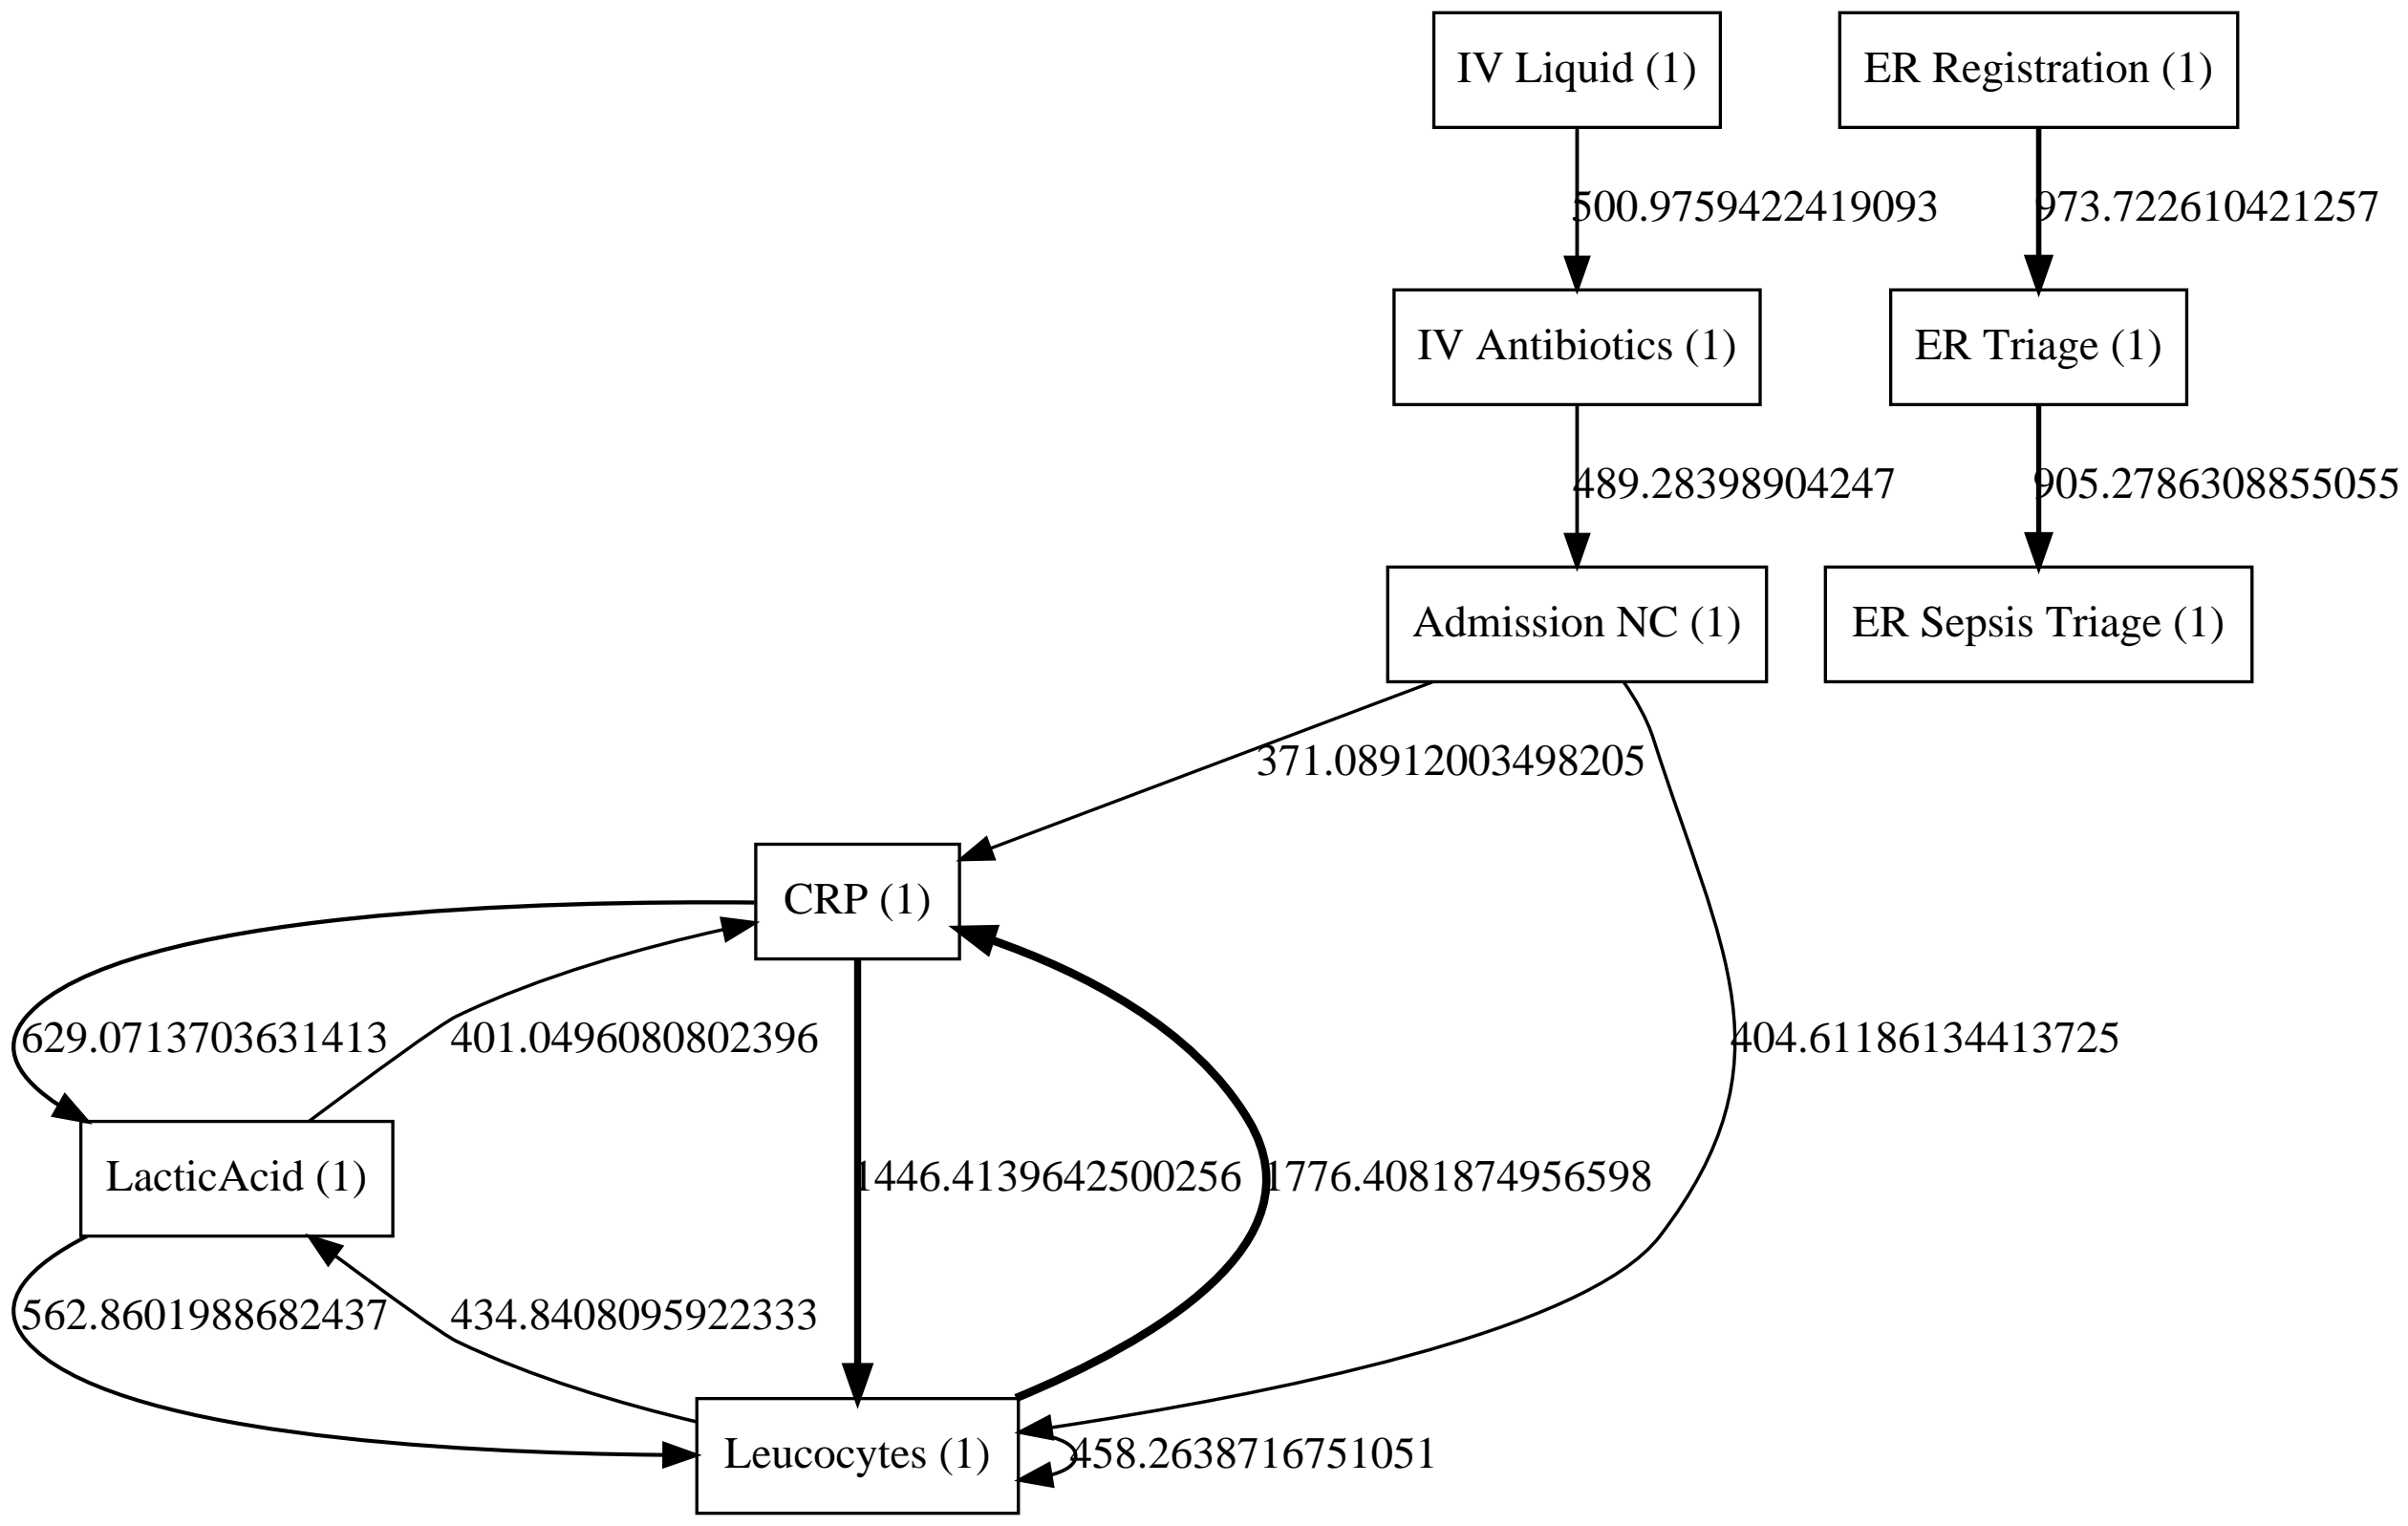 IV Liquid (1)
ER Registration (1)
500.9759422419093
973.722610421257
IV Antibiotics (1)
ER Triage (1)
489.28398904247
905.2786308855055
Admission NC (1)
ER Sepsis Triage (1)
371.08912003498205
CRP (1)
629.0713703631413
401.0496080802396
404.61186134413725
LacticAcid (1)
1446.4139642500256
1776.4081874956598
562.8601988682437
434.8408095922333
Leucocytes (1)
458.2638716751051